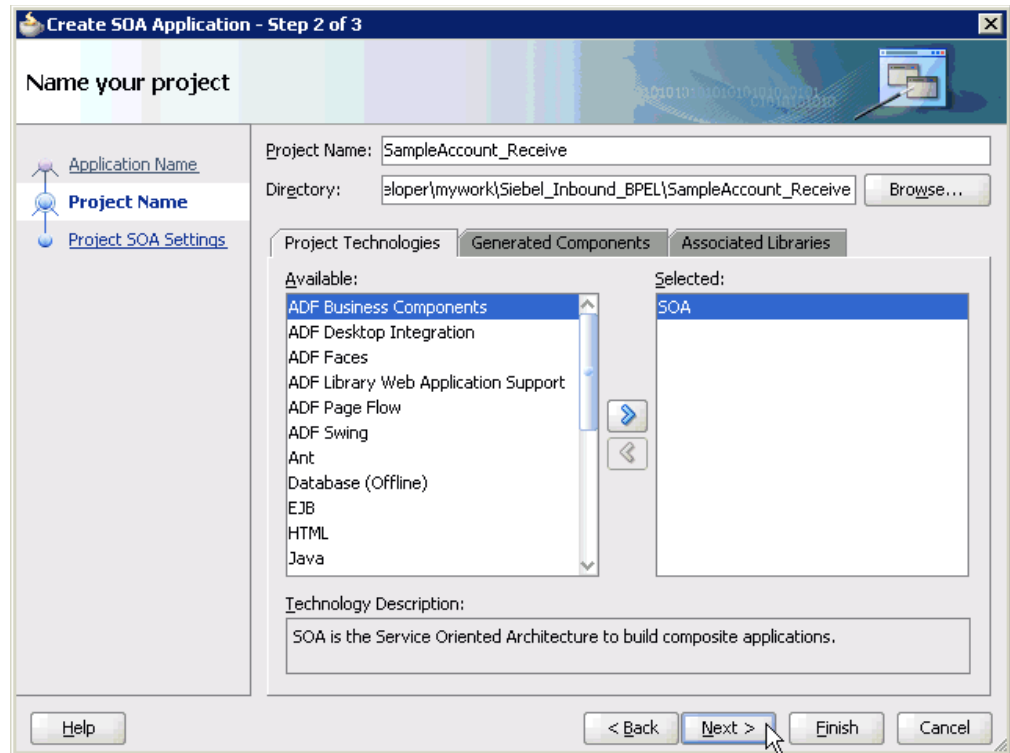 Create SOA Application - Step 2 of 3
Name your project
Application Name
Project Name
Project SOA Settings
Project Name: SampleAccount_Receive
Directory: eloper\mywork\Siebel_Inbound_BPEL\SampleAccount_Receive Browse...
Project Technologies Generated Components Associated Libraries
Available: Selected:
ADF Business Components SOA
ADF Desktop Integration
ADF Faces
ADF Library Web Application Support
ADF Page Flow
ADF Swing
Ant
Database (Offline)
EJB
HTML
Java
Technology Description:
SOA is the Service Oriented Architecture to build composite applications.
Help < Back Next > Finish Cancel